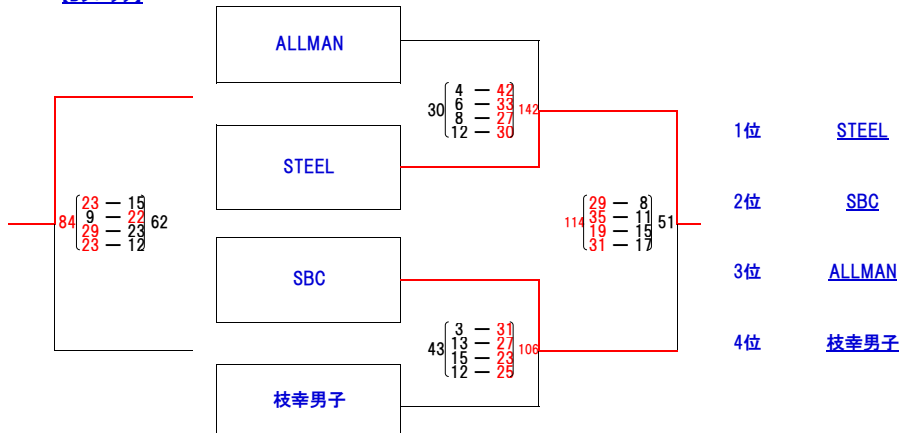 ALLMAN
30 4 — 42 142
6 — 33
8 — 27
12 — 30
STEEL
84 23 — 15 62
9 — 22
29 — 23
23 — 12
114 29 — 8 51
35 — 11
19 — 15
31 — 17
SBC
43 3 — 31 106
13 — 27
15 — 23
12 — 25
枝幸男子
1位 STEEL
2位 SBC
3位 ALLMAN
4位 枝幸男子